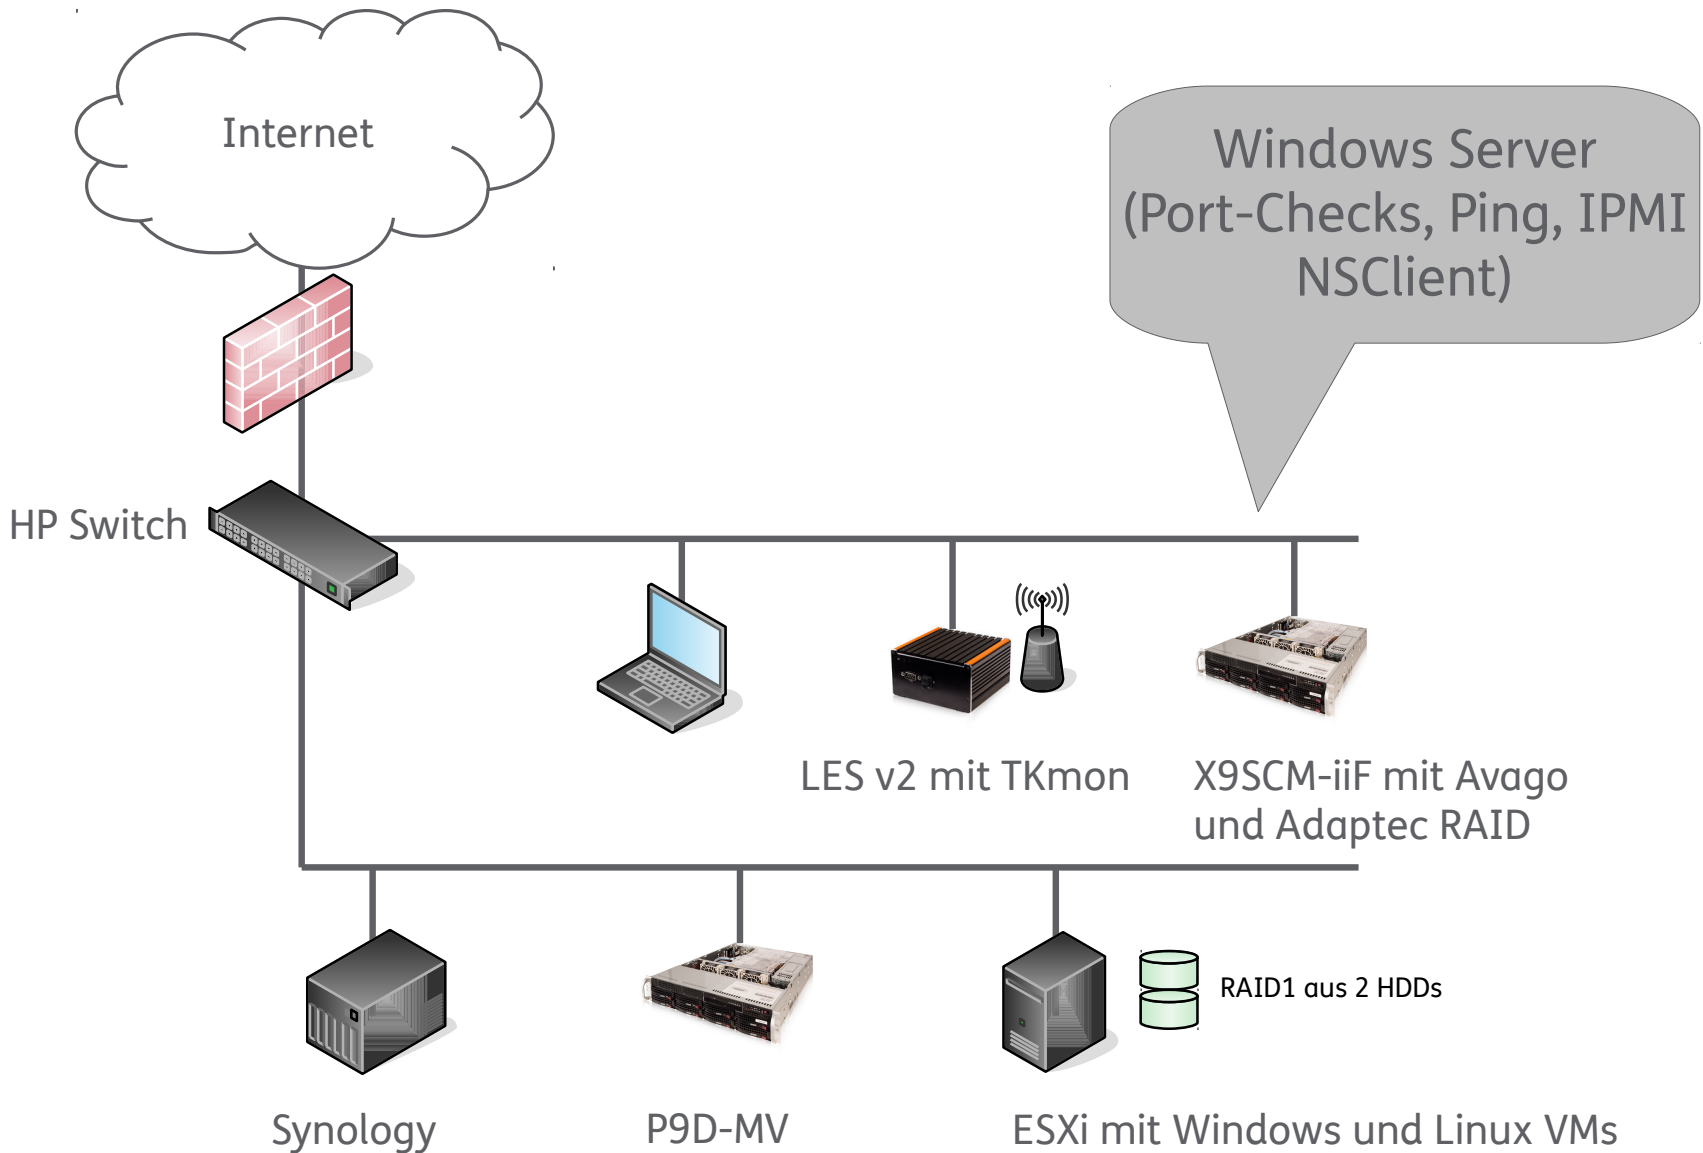 Internet
Windows Server
(Port-Checks, Ping, IPMI
NSClient)
HP Switch
LES v2 mit TKmon
X9SCM-iiF mit Avago
und Adaptec RAID
RAID1 aus 2 HDDs
Synology
P9D-MV
ESXi mit Windows und Linux VMs